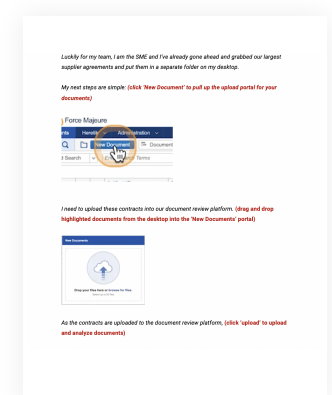 Luckily for my team, I am the SME and I've already gone ahead and grabbed our largest
supplier agreements and put them in a separate folder on my desktop.
My next steps are simple: (click 'New Document' to pull up the upload portal for your
documents)
Force Majeure
nts Herefin Administration
New Document Document
t Search En Terms
I need to upload these contracts into our document review platform. (drag and drop
highlighted documents from the desktop into the 'New Documents' portal)
New Documents
Drop your files here or browse for files.
As the contracts are uploaded to the document review platform, (click 'upload' to upload
and analyze documents)